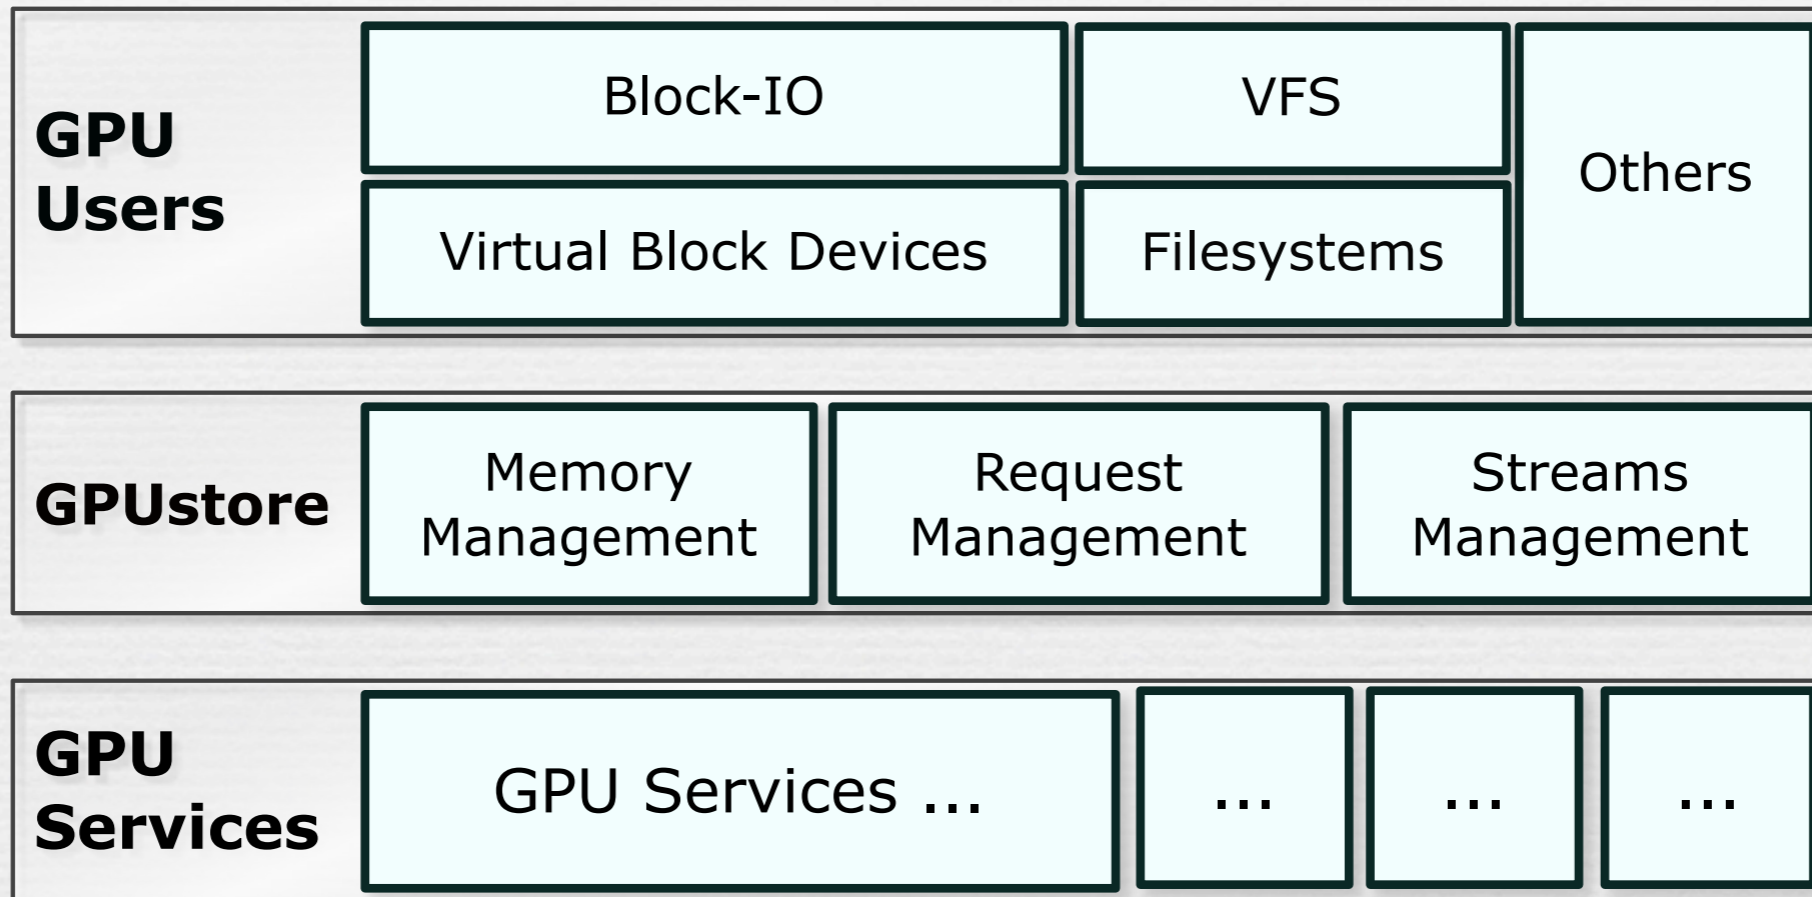 GPU
Users
Block-IO
VFS
Others
Virtual Block Devices
Filesystems
GPUstore
Memory
Management
Request
Management
Streams
Management
GPU
Services
GPU Services ...
...
...
...